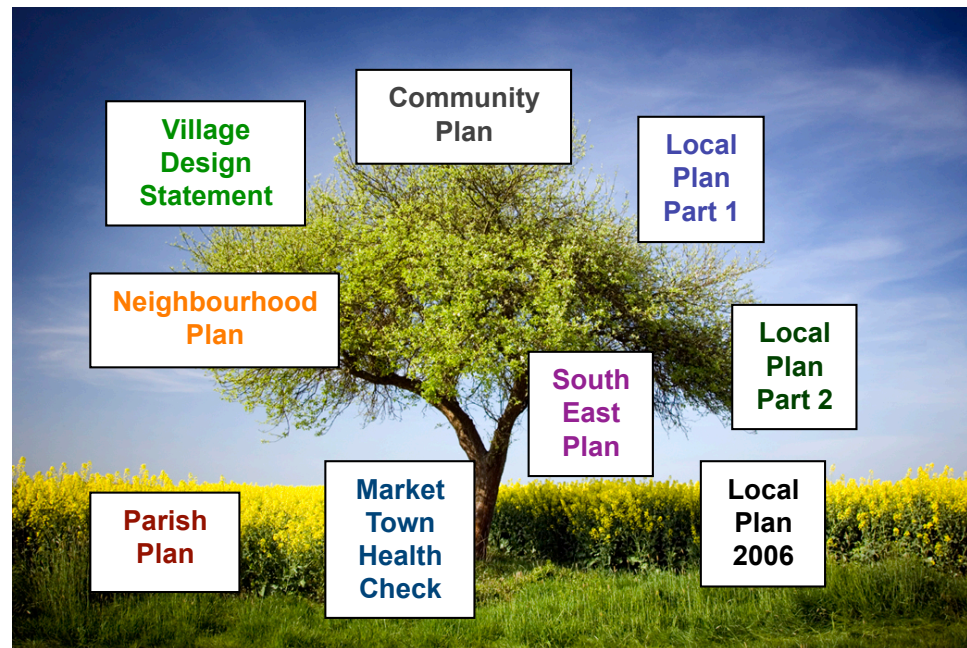 Community
Plan
Village
Design
Statement
Local
Plan
Part 1
Neighbourhood
Plan
Local
Plan
Part 2
South
East
Plan
Parish
Plan
Market
Town
Health
Check
Local
Plan
2006